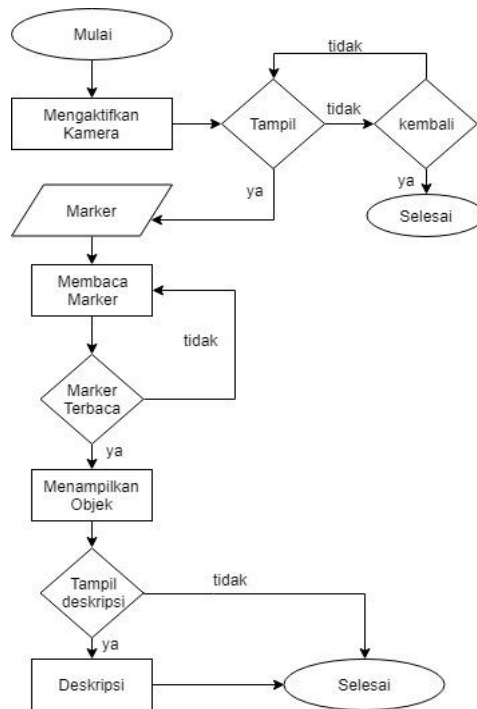 Mulai
tidak
Mengaktifkan
Kamera
Tampil
tidak
kembali
ya
ya
Marker
Selesai
Membaca
Marker
tidak
Marker
Terbaca
ya
Menampilkan
Objek
Tampil
deskripsi
tidak
ya
Deskripsi
Selesai